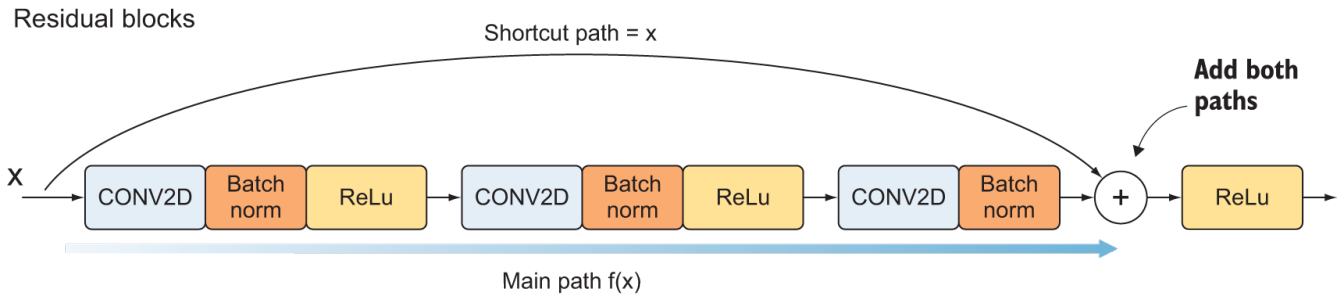 Residual blocks
Shortcut path = x
Add both
paths
X
CONV2D
Batch
norm
ReLu
CONV2D
Batch
norm
ReLu
CONV2D
Batch
norm
+
ReLu
Main path f(x)